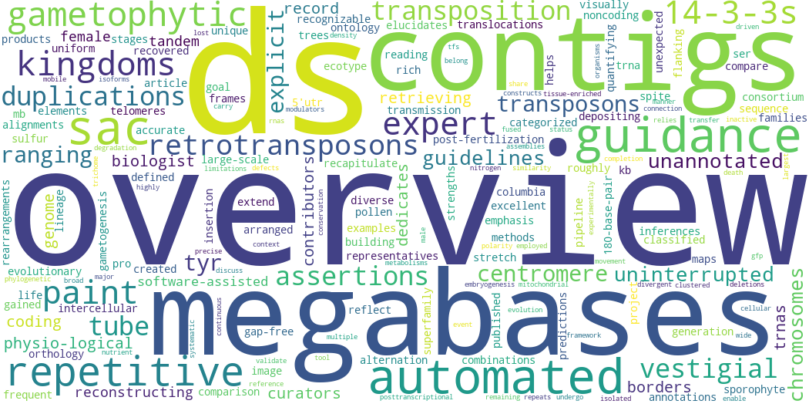 gametophytic
ds
transposition
record
recognizable
ontology
trees
density
visually
noncoding
14-3-3s
driven
products
stages
lost
unique
female
tandem
uniform
recovered
mobile
isoforms
explicit
elucidates
translocations
tfs
belong
organisms
quantifying
trna
unexpected
flanking
ser
compare
kingdoms
article
telomeres
goal
ecotype
frames
carry
reading
rich
contigs
helps
spite
consortium
duplications
mb
elements
alignments
accurate
sulfur
degradation
modulators
rnas
5'utr
retrieving
transmission
expert
transposons
constructs
tissue-enriched
share
depositing
manner
connection
relies
transfer
sequence
inactive
families
sac
retrotransposons
post-fertilization
categorized
fused
status
assemblies
guidance
ranging
biologist
large-scale
limitations
defects
recapitulate
guidelines
roughly
kb
similarity
completion
death
unannotated
rearrangements
genome
lineage
gametogenesis
defined
highly
extend
insertion
precise
context
arranged
contributors
conservation
diverse
pollen
examples
building
representatives
dedicates
strengths
male
columbia
excellent
emphasis
methods
stretch
nitrogen
polarity
employed
180-base-pair
pipeline
experimentally
inferences
classified
maps
overview
evolutionary
pro
created
tyr
metabolisms
movement
gfp
phylogenetic
broad
major
discuss
life
gained
intercellular
paint
software-assisted
continuous
assertions
embryogenesis
mitochondrial
centromere
divergent
clustered
deletions
uninterrupted
coding
tube
systematic
gap-free
reflect
multiple
megabases
superfamily
event
published
evolution
predictions
framework
project
generation
wide
cellular
trnas
chromosomes
physio-logical
orthology
nutrient
validate
tool
image
reference
alternation
combinations
sporophyte
repetitive
automated
vestigial
frequent
reconstructing
comparison
curators
posttranscriptional
remaining
repeats
undergo
isolated
borders
annotations
enable